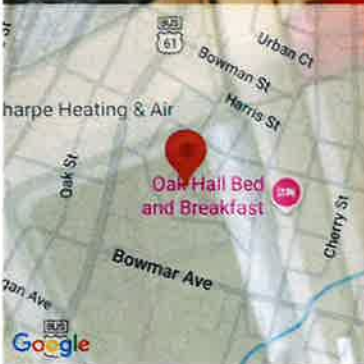 BUS
61
Urban Ct
Bowman St
Harris St
harpe Heating & Air
Oak St
Oak Hall Bed
and Breakfast
Cherry St
Bowmar Ave
gan Ave
BUS
Google